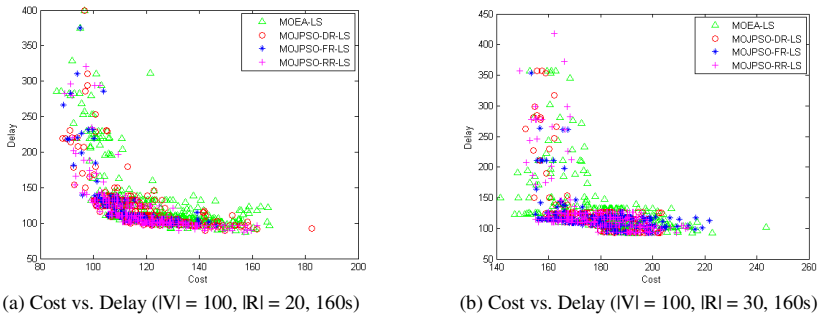 400
350
300
250
200
150
100
50
Delay
80 100 120 140 160 180 200
Cost
MOEA-LS
MOJPSO-DR-LS
MOJPSO-FR-LS
MOJPSO-RR-LS
(a) Cost vs. Delay (|V| = 100, |R| = 20, 160s)
450
400
350
300
250
200
150
100
50
Delay
140 160 180 200 220 240 260
Cost
MOEA-LS
MOJPSO-DR-LS
MOJPSO-FR-LS
MOJPSO-RR-LS
(b) Cost vs. Delay (|V| = 100, |R| = 30, 160s)